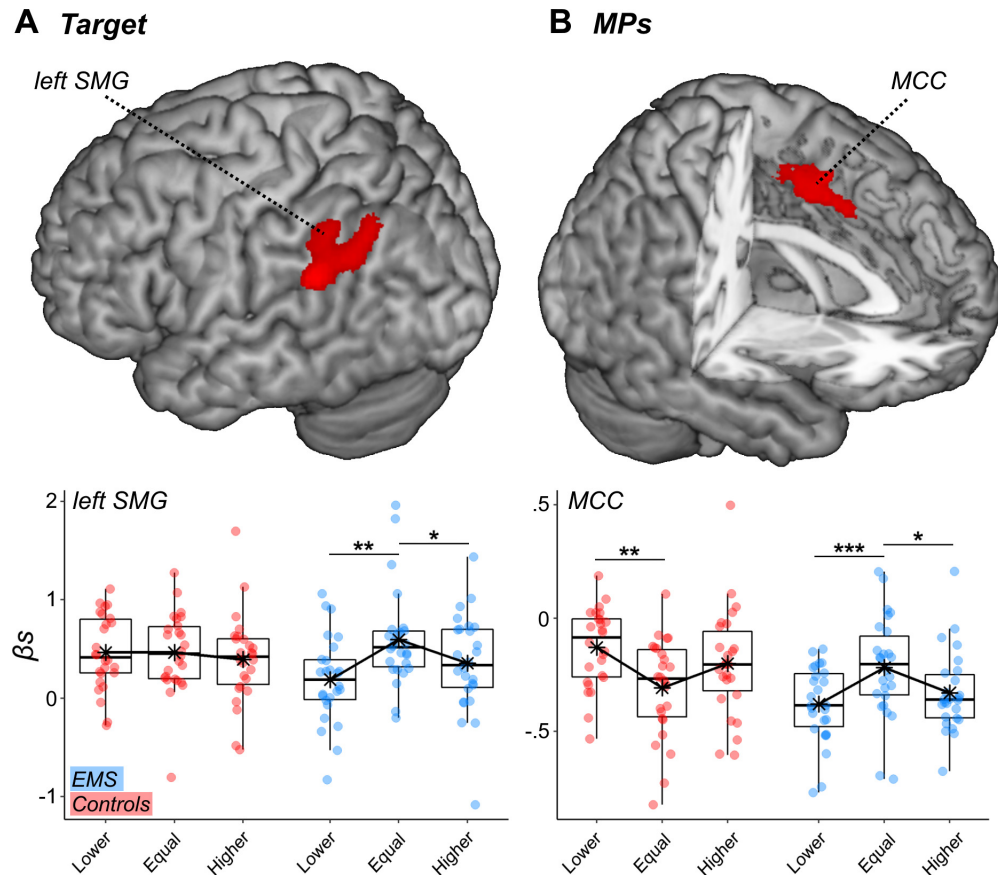 A Target
B MPs
left SMG
MCC
2
1
0
-1
βs
left SMG
**
*
EMS
Controls
Lower
Equal
Higher
Lower
Equal
Higher
.5
0
-.5
MCC
**
***
*
Lower
Equal
Higher
Lower
Equal
Higher